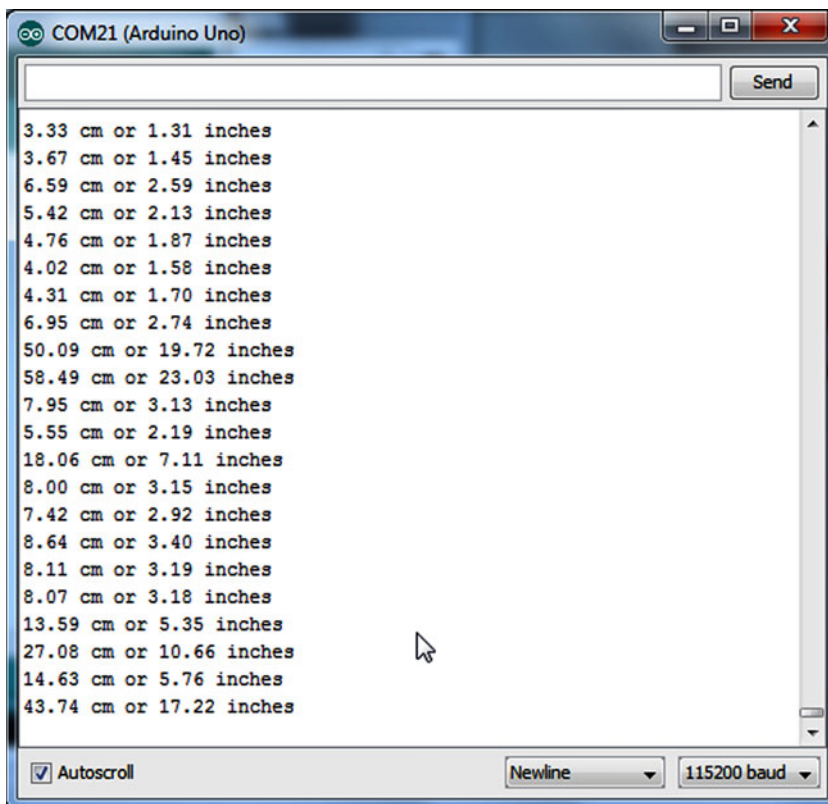 COM21 (Arduino Uno)
Send
3.33 cm or 1.31 inches
3.67 cm or 1.45 inches
6.59 cm or 2.59 inches
5.42 cm or 2.13 inches
4.76 cm or 1.87 inches
4.02 cm or 1.58 inches
4.31 cm or 1.70 inches
6.95 cm or 2.74 inches
50.09 cm or 19.72 inches
58.49 cm or 23.03 inches
7.95 cm or 3.13 inches
5.55 cm or 2.19 inches
18.06 cm or 7.11 inches
8.00 cm or 3.15 inches
7.42 cm or 2.92 inches
8.64 cm or 3.40 inches
8.11 cm or 3.19 inches
8.07 cm or 3.18 inches
13.59 cm or 5.35 inches
27.08 cm or 10.66 inches
14.63 cm or 5.76 inches
43.74 cm or 17.22 inches
Autoscroll Newline 115200 baud